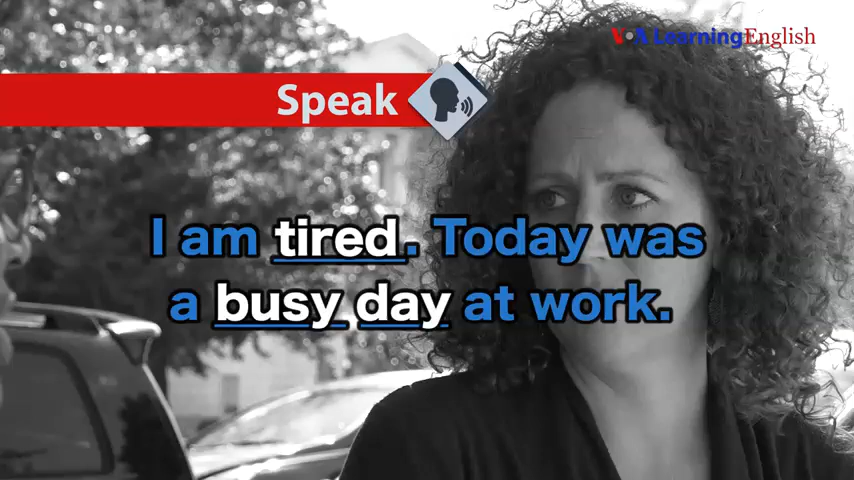 VOA Learning English
Speak
I am tired. Today was
a busy day at work.